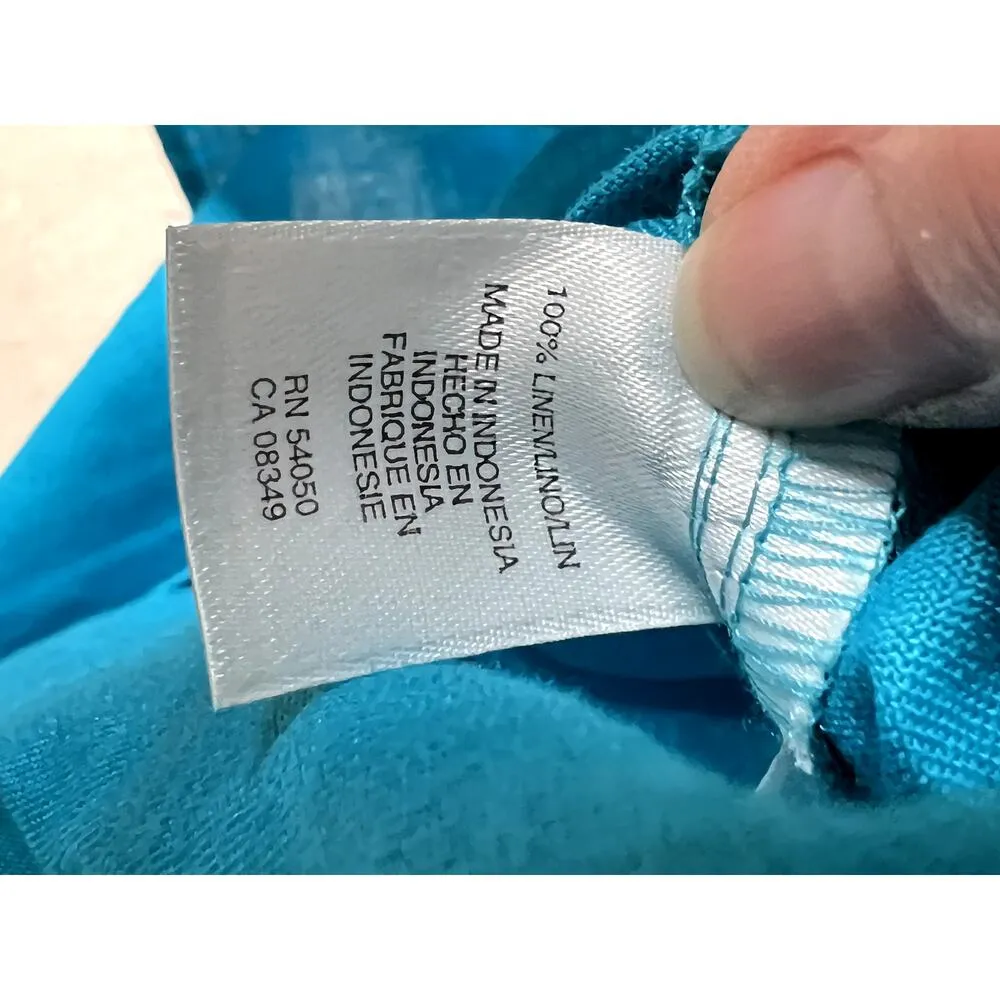 100% LINEN/LINO/LIN
MADE IN INDONESIA
HECHO EN
INDONESIA
FABRIQUE EN
INDONESIE
RN 54050
CA 08349